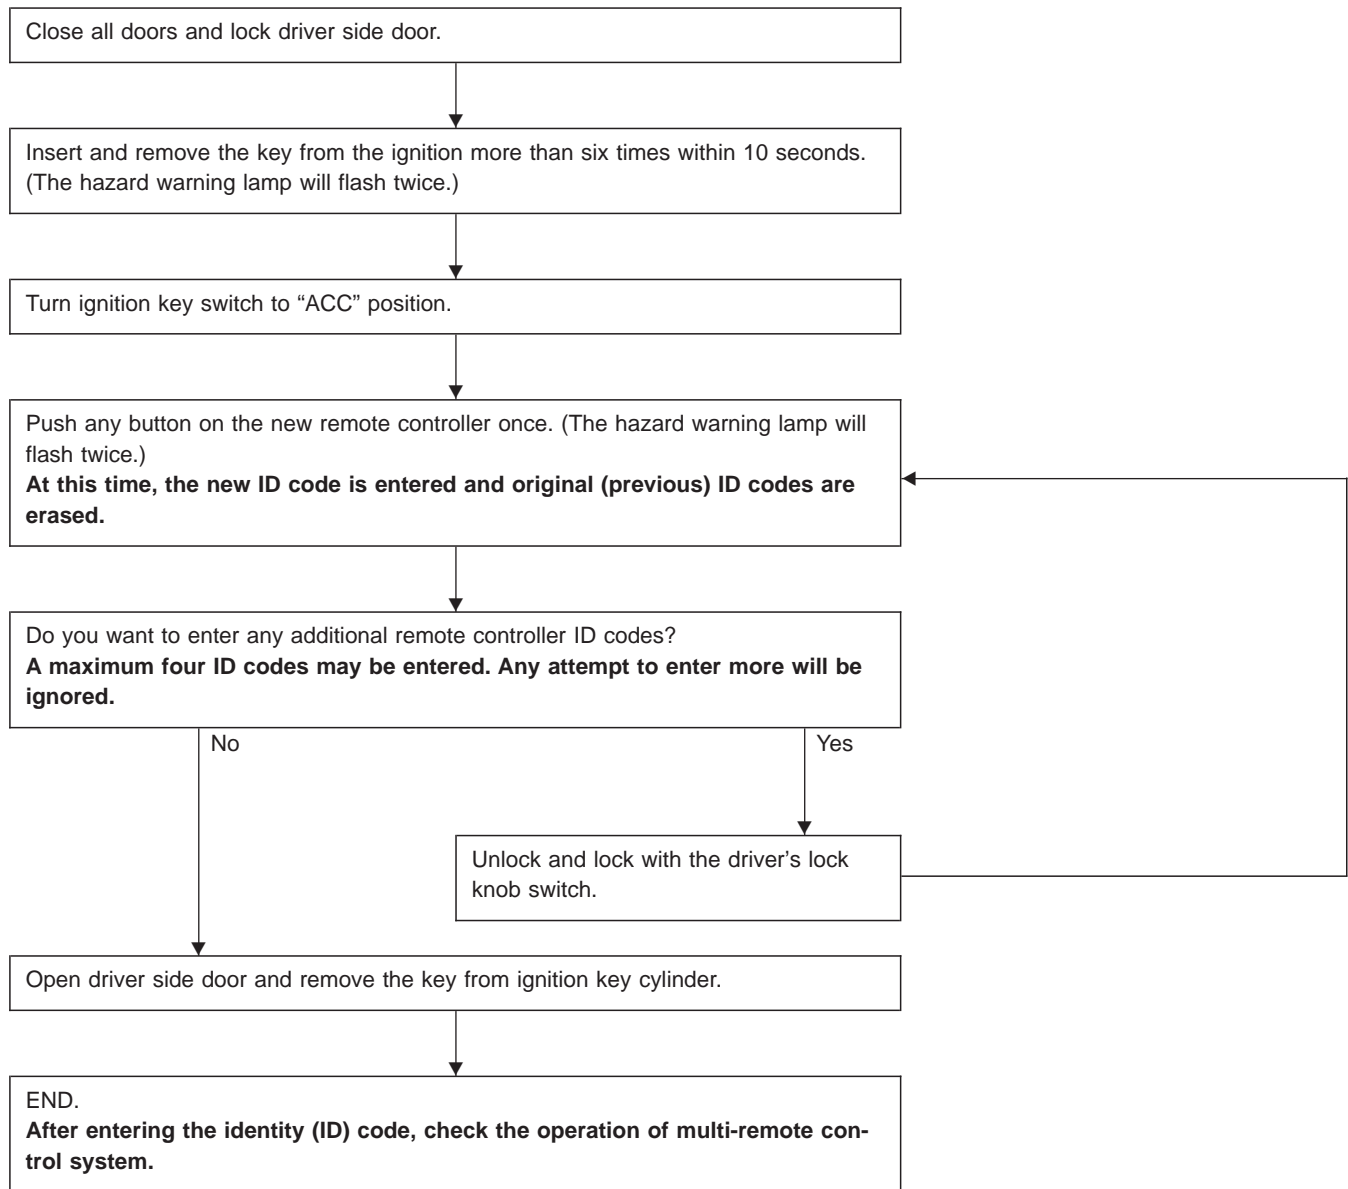 Close all doors and lock driver side door.
Insert and remove the key from the ignition more than six times within 10 seconds.
(The hazard warning lamp will flash twice.)
Turn ignition key switch to “ACC” position.
Push any button on the new remote controller once. (The hazard warning lamp will
flash twice.)
At this time, the new ID code is entered and original (previous) ID codes are
erased.
Do you want to enter any additional remote controller ID codes?
A maximum four ID codes may be entered. Any attempt to enter more will be
ignored.
No
Yes
Unlock and lock with the driver’s lock
knob switch.
Open driver side door and remove the key from ignition key cylinder.
END.
After entering the identity (ID) code, check the operation of multi-remote con-
trol system.